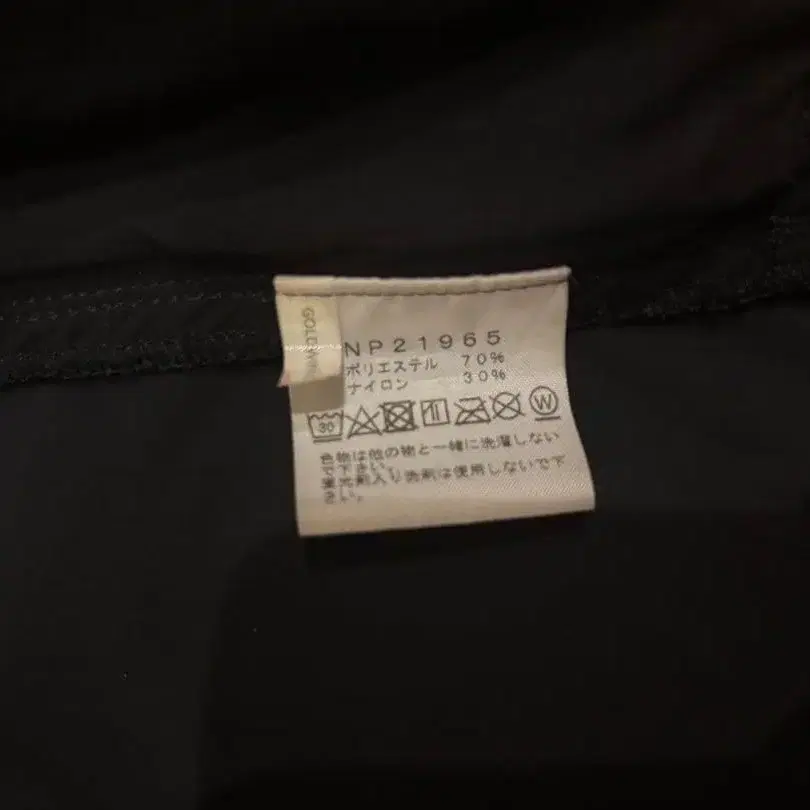 GOLDWIN
NP21965
ポリエステル 70%
ナイロン 30%
30
W
色物は他の物と一緒に洗濯しない
で下さい。
蛍光剤入り洗剤は使用しないで下
さい。